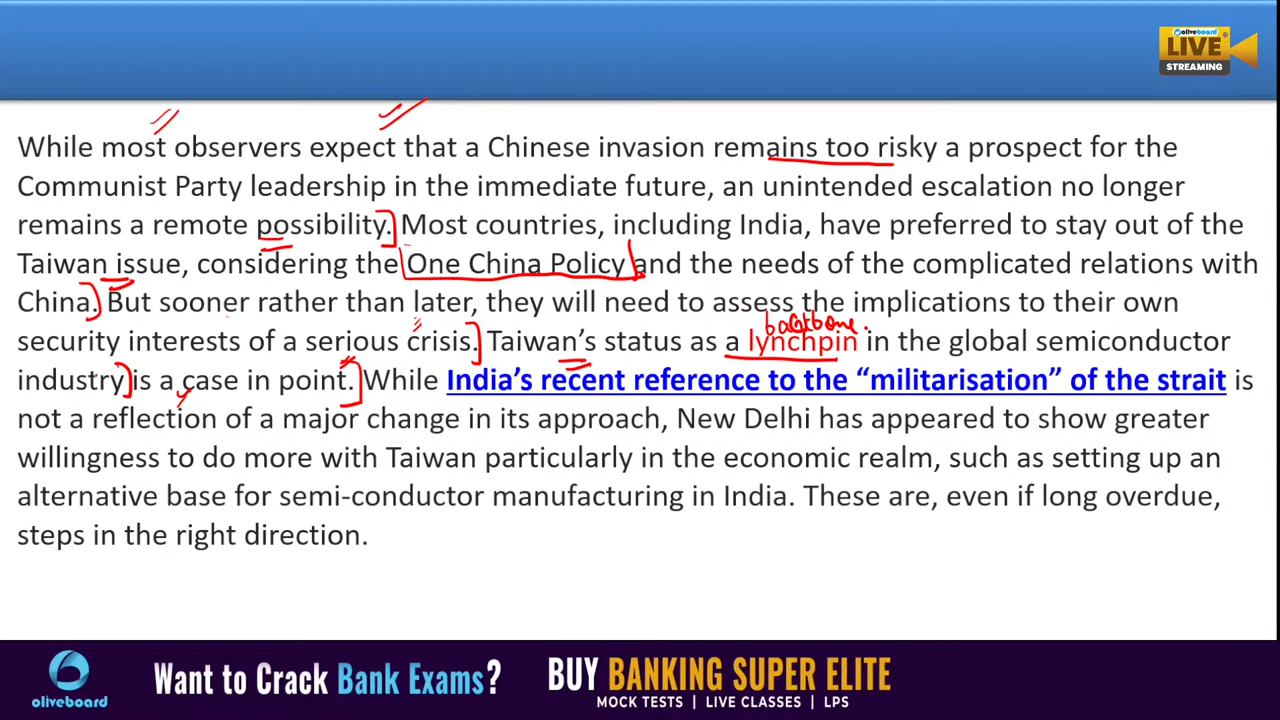 oliveboard
LIVE
STREAMING
While most observers expect that a Chinese invasion remains too risky a prospect for the
Communist Party leadership in the immediate future, an unintended escalation no longer
remains a remote possibility. Most countries, including India, have preferred to stay out of the
Taiwan issue, considering the One China Policy and the needs of the complicated relations with
China. But sooner rather than later, they will need to assess the implications to their own
backbone.
security interests of a serious crisis. Taiwan's status as a lynchpin in the global semiconductor
industry is a case in point. While India's recent reference to the “militarisation” of the strait is
not a reflection of a major change in its approach, New Delhi has appeared to show greater
willingness to do more with Taiwan particularly in the economic realm, such as setting up an
alternative base for semi-conductor manufacturing in India. These are, even if long overdue,
steps in the right direction.
oliveboard
Want to Crack Bank Exams?
BUY BANKING SUPER ELITE
MOCK TESTS | LIVE CLASSES | LPS